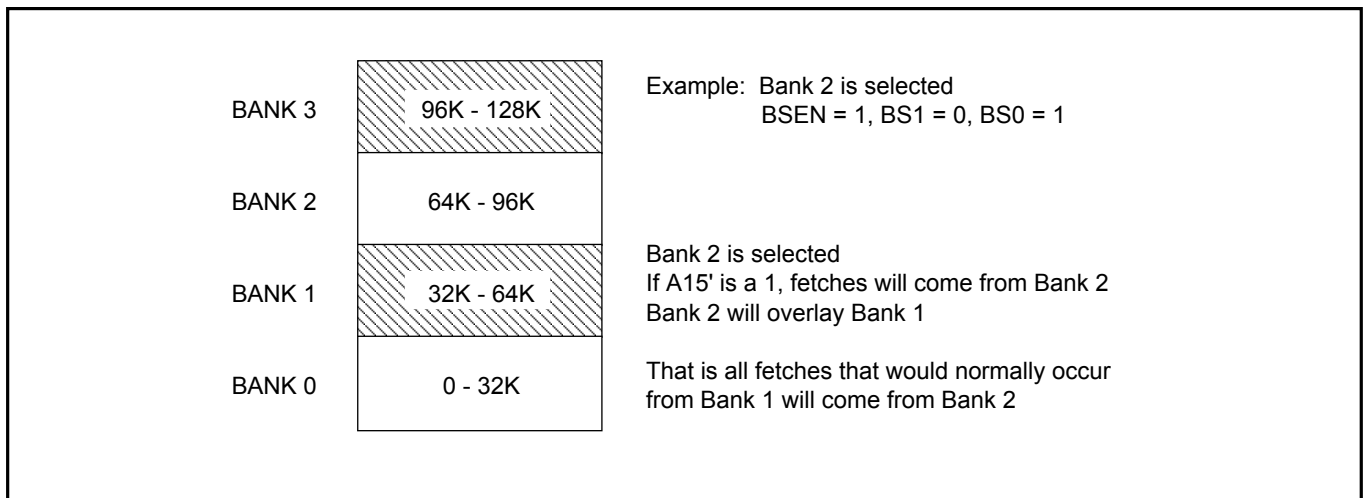 BANK 3
96K - 128K
Example: Bank 2 is selected
BSEN = 1, BS1 = 0, BS0 = 1
BANK 2
64K - 96K
BANK 1
32K - 64K
Bank 2 is selected
If A15' is a 1, fetches will come from Bank 2
Bank 2 will overlay Bank 1
BANK 0
0 - 32K
That is all fetches that would normally occur
from Bank 1 will come from Bank 2